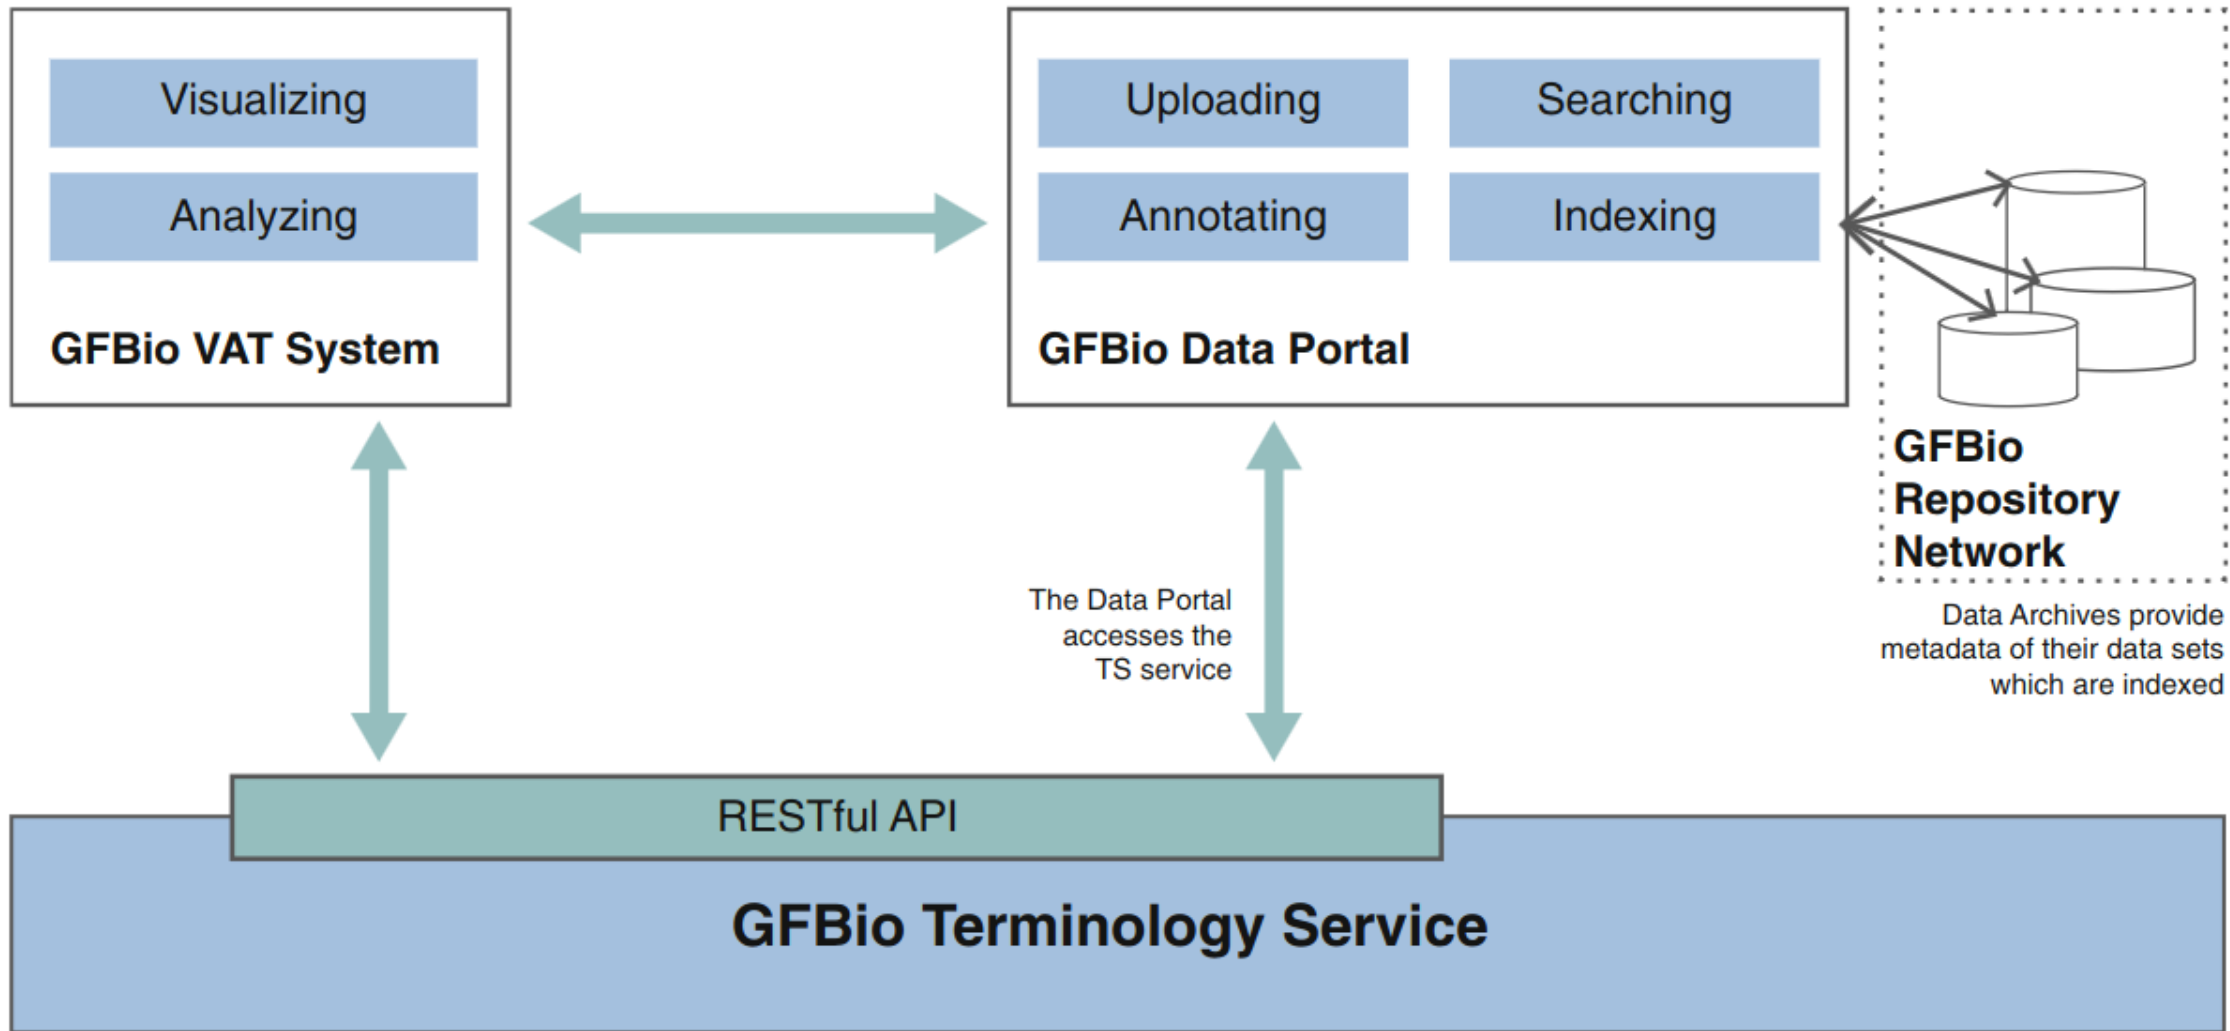 Visualizing
Analyzing
GFBio VAT System
Uploading
Searching
Annotating
Indexing
GFBio Data Portal
GFBio
Repository
Network
Data Archives provide
metadata of their data sets
which are indexed
The Data Portal
accesses the
TS service
RESTful API
GFBio Terminology Service